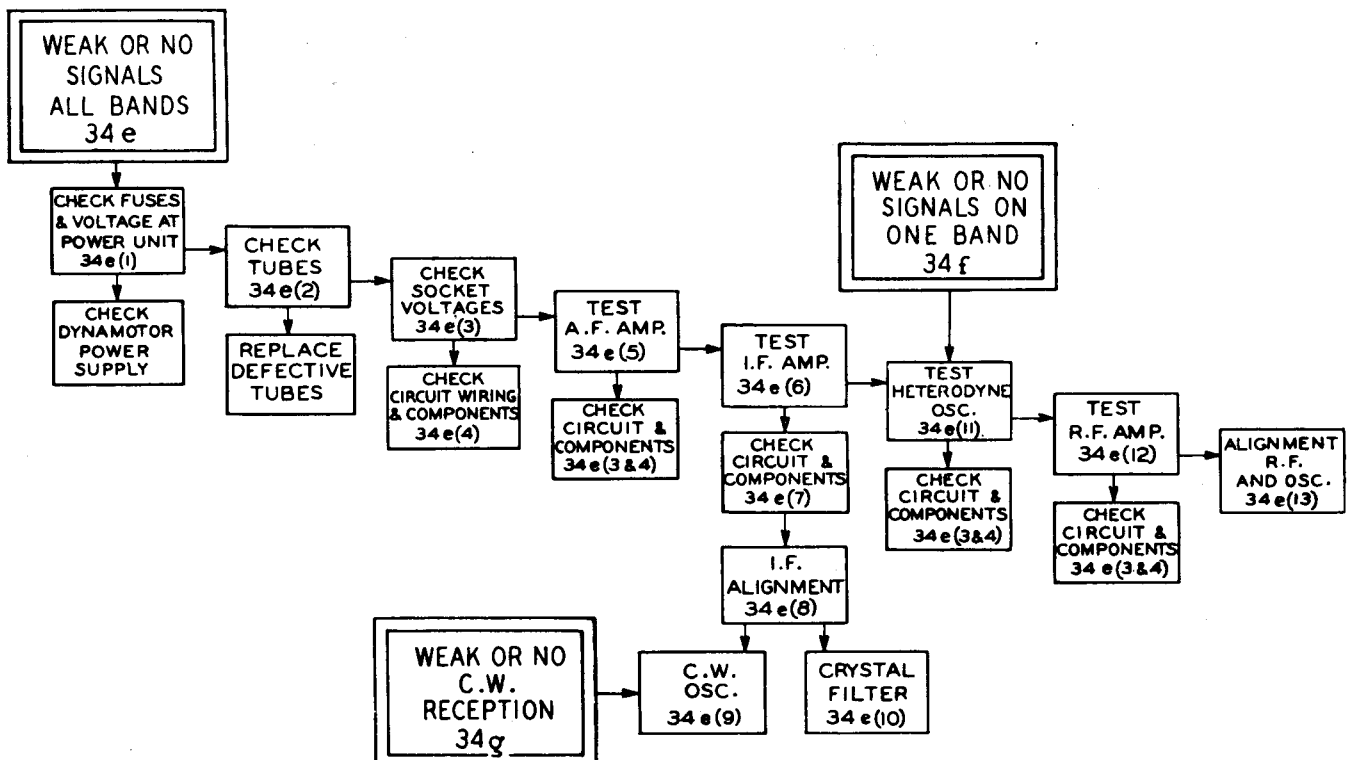 WEAK OR NO
SIGNALS
ALL BANDS
34 e
CHECK FUSES
& VOLTAGE AT
POWER UNIT
34 e(1)
CHECK
DYNAMOTOR
POWER
SUPPLY
CHECK
TUBES
34 e(2)
REPLACE
DEFECTIVE
TUBES
CHECK
SOCKET
VOLTAGES
34 e(3)
CHECK
CIRCUIT WIRING
& COMPONENTS
34 e(4)
TEST
A.F. AMP.
34 e(5)
CHECK
CIRCUIT &
COMPONENTS
34 e(3&4)
TEST
I.F. AMP.
34 e(6)
CHECK
CIRCUIT &
COMPONENTS
34 e(7)
I.F.
ALIGNMENT
34 e(8)
WEAK OR NO
C.W.
RECEPTION
34 g
C.W.
OSC.
34 e(9)
CRYSTAL
FILTER
34 e(10)
WEAK OR NO
SIGNALS ON
ONE BAND
34 f
TEST
HETERODYNE
OSC.
34 e(11)
CHECK
CIRCUIT &
COMPONENTS
34 e(3&4)
TEST
R.F. AMP.
34 e(12)
CHECK
CIRCUIT &
COMPONENTS
34 e(3&4)
ALIGNMENT
R.F.
AND OSC.
34 e(13)